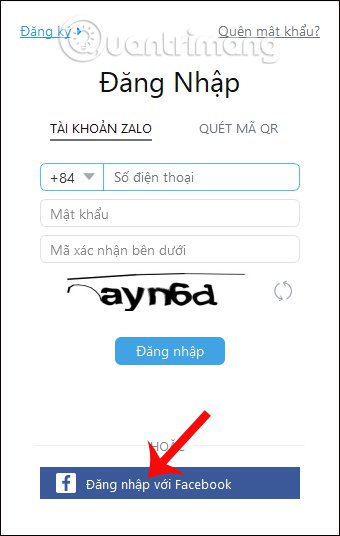 Đăng ký Quên mật khẩu?
Quantrimang
Đăng Nhập
TÀI KHOẢN ZALO QUÉT MÃ QR
+84 Số điện thoại
Mật khẩu
Mã xác nhận bên dưới
ayn6d
Đăng nhập
HOẶC
f Đăng nhập với Facebook